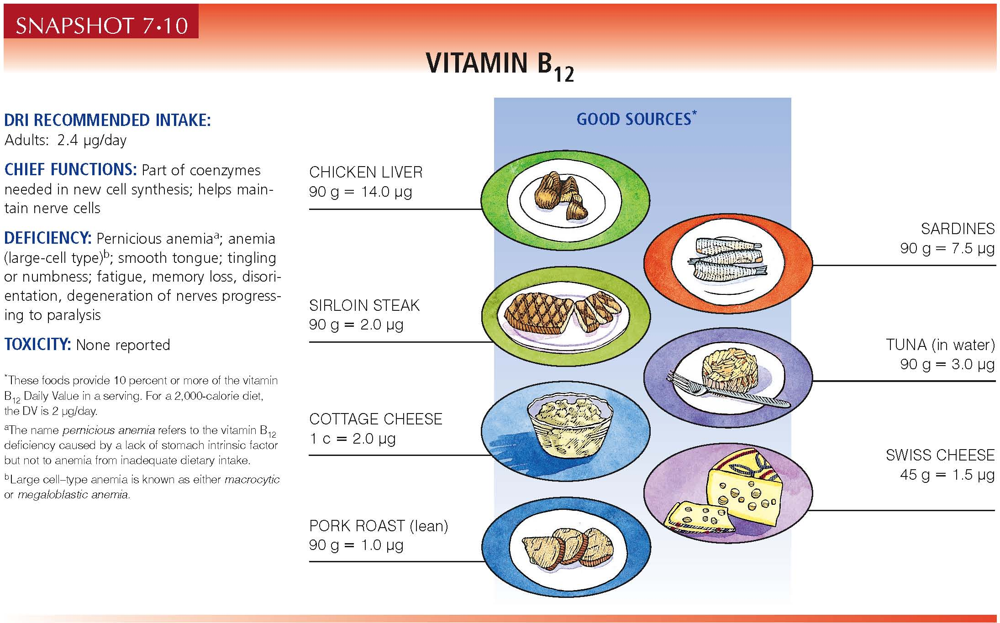 SNAPSHOT 7•10
VITAMIN B12
DRI RECOMMENDED INTAKE:
Adults: 2.4 µg/day
CHIEF FUNCTIONS: Part of coenzymes
needed in new cell synthesis; helps main-
tain nerve cells
DEFICIENCY: Pernicious anemiaa; anemia
(large-cell type)b; smooth tongue; tingling
or numbness; fatigue, memory loss, disori-
entation, degeneration of nerves progress-
ing to paralysis
TOXICITY: None reported
*These foods provide 10 percent or more of the vitamin
B12 Daily Value in a serving. For a 2,000-calorie diet,
the DV is 2 µg/day.
aThe name pernicious anemia refers to the vitamin B12
deficiency caused by a lack of stomach intrinsic factor
but not to anemia from inadequate dietary intake.
bLarge cell–type anemia is known as either macrocytic
or megaloblastic anemia.
GOOD SOURCES*
CHICKEN LIVER
90 g = 14.0 µg
SIRLOIN STEAK
90 g = 2.0 µg
COTTAGE CHEESE
1 c = 2.0 µg
PORK ROAST (lean)
90 g = 1.0 µg
SARDINES
90 g = 7.5 µg
TUNA (in water)
90 g = 3.0 µg
SWISS CHEESE
45 g = 1.5 µg